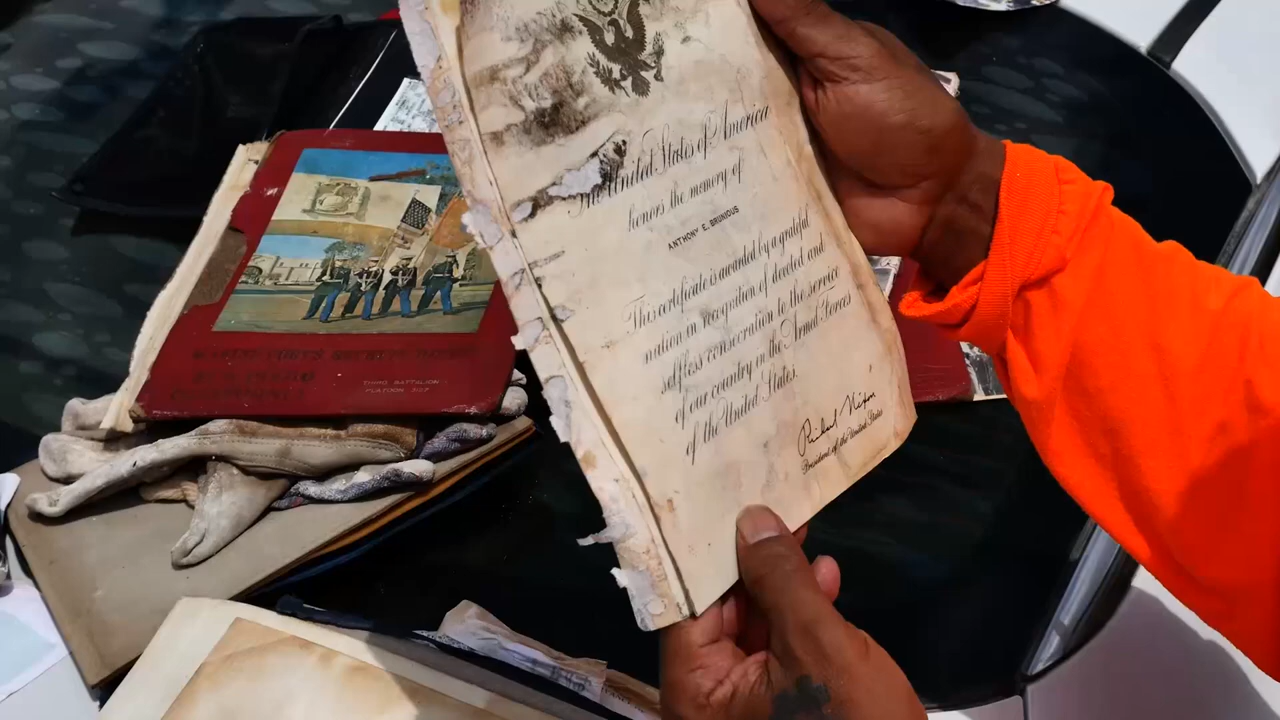 The United States of America
honors the memory of
ANTHONY E. BRUNIOUS
This certificate is awarded by a grateful
nation in recognition of devoted and
selfless consecration to the service
of our country in the Armed Forces
of the United States.
Richard Nixon
President of the United States
THIRD BATTALION
PLATOON